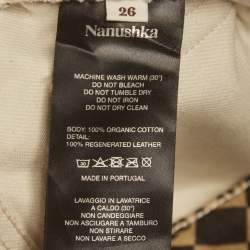 26
Nanushka
MACHINE WASH WARM (30°)
DO NOT BLEACH
DO NOT TUMBLE DRY
DO NOT IRON
DO NOT DRY CLEAN
BODY: 100% ORGANIC COTTON
DETAIL:
100% REGENERATED LEATHER
MADE IN PORTUGAL
LAVAGGIO IN LAVATRICE
A CALDO (30°)
NON CANDEGGIARE
NON ASCIUGARE A TAMBURO
NON STIRARE
NON LAVARE A SECCO